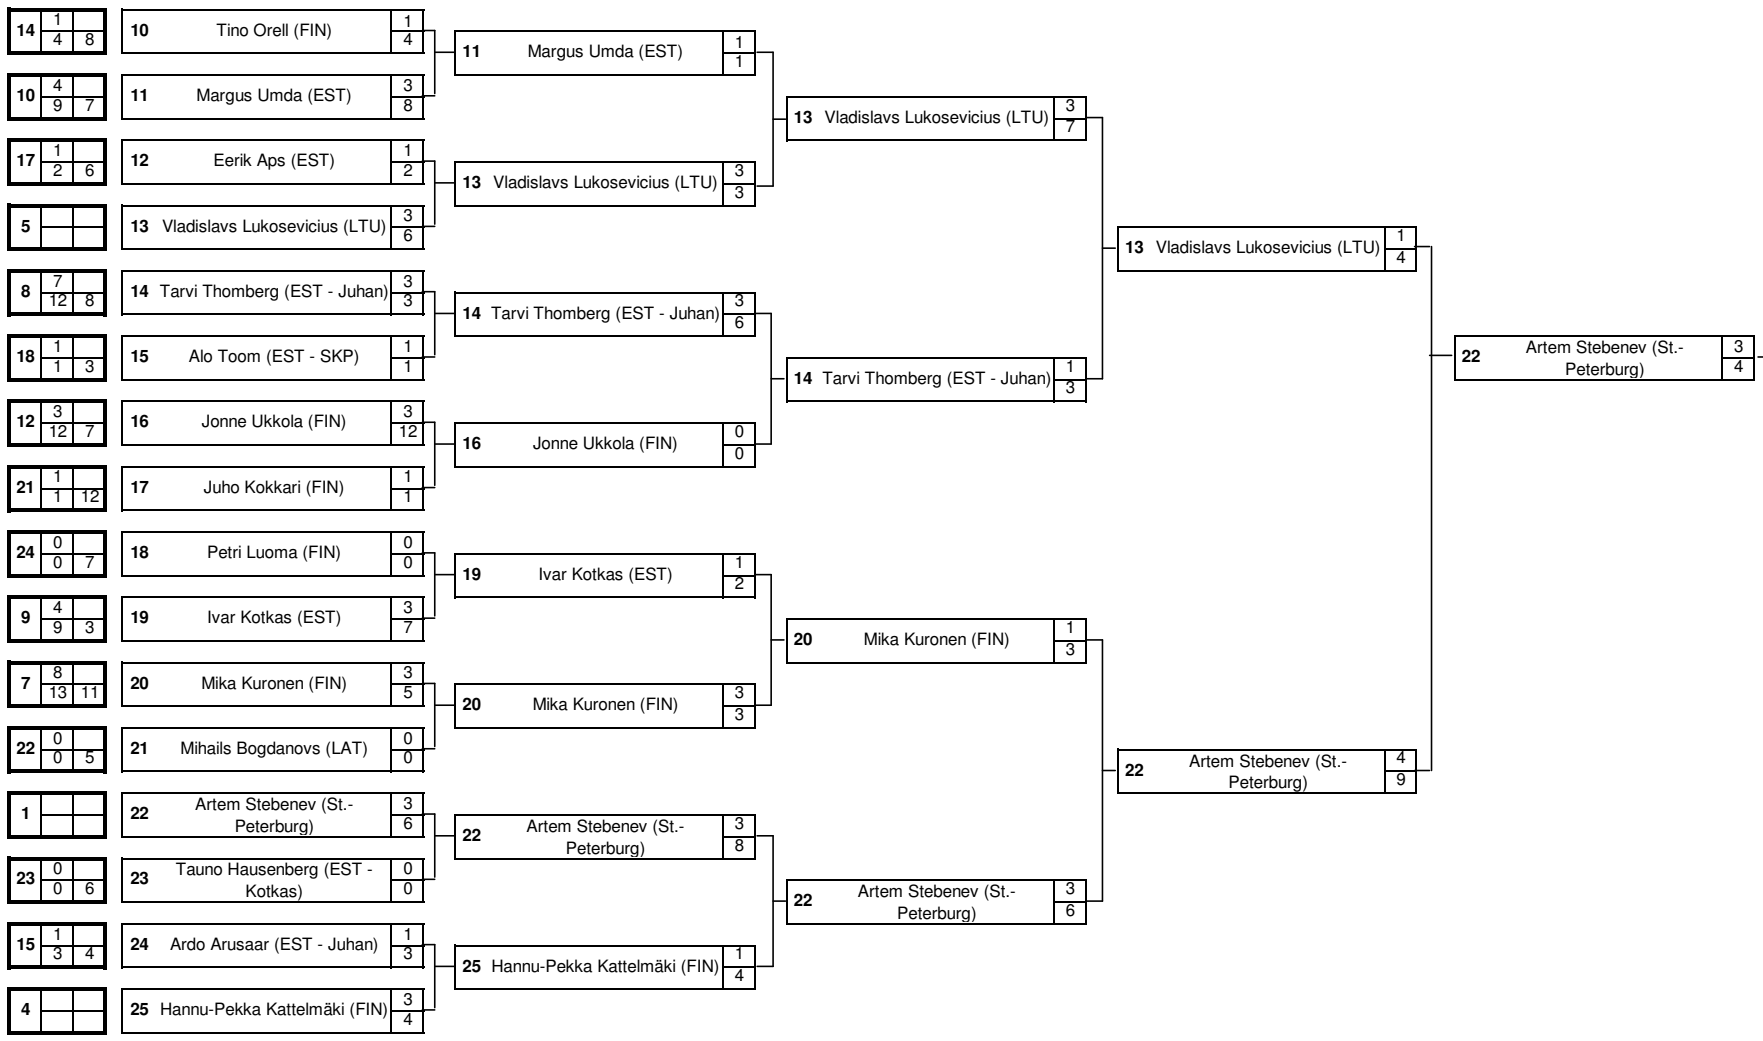 14 1 4 8 10 Tino Orell (FIN) 1 4
11 Margus Umda (EST) 1 1
10 4 9 7 11 Margus Umda (EST) 3 8
13 Vladislavs Lukosevicius (LTU) 3 7
17 1 2 6 12 Eerik Aps (EST) 1 2
13 Vladislavs Lukosevicius (LTU) 3 3
5 13 Vladislavs Lukosevicius (LTU) 3 6
13 Vladislavs Lukosevicius (LTU) 1 4
8 7 12 8 14 Tarvi Thomberg (EST - Juhan) 3 3
14 Tarvi Thomberg (EST - Juhan) 3 6
18 1 1 3 15 Alo Toom (EST - SKP) 1 1
22 Artem Stebenev (St.-
Peterburg) 3 4
14 Tarvi Thomberg (EST - Juhan) 1 3
12 3 12 7 16 Jonne Ukkola (FIN) 3 12
16 Jonne Ukkola (FIN) 0 0
21 1 1 12 17 Juho Kokkari (FIN) 1 1
24 0 0 7 18 Petri Luoma (FIN) 0 0
19 Ivar Kotkas (EST) 1 2
9 4 9 3 19 Ivar Kotkas (EST) 3 7
20 Mika Kuronen (FIN) 1 3
7 8 13 11 20 Mika Kuronen (FIN) 3 5
20 Mika Kuronen (FIN) 3 3
22 0 0 5 21 Mihails Bogdanovs (LAT) 0 0
22 Artem Stebenev (St.-
Peterburg) 4 9
1 22 Artem Stebenev (St.-
Peterburg) 3 6
22 Artem Stebenev (St.-
Peterburg) 3 8
23 0 0 6 23 Tauno Hausenberg (EST -
Kotkas) 0 0
22 Artem Stebenev (St.-
Peterburg) 3 6
15 1 3 4 24 Ardo Arusaar (EST - Juhan) 1 3
25 Hannu-Pekka Kattelmäki (FIN) 1 4
4 25 Hannu-Pekka Kattelmäki (FIN) 3 4